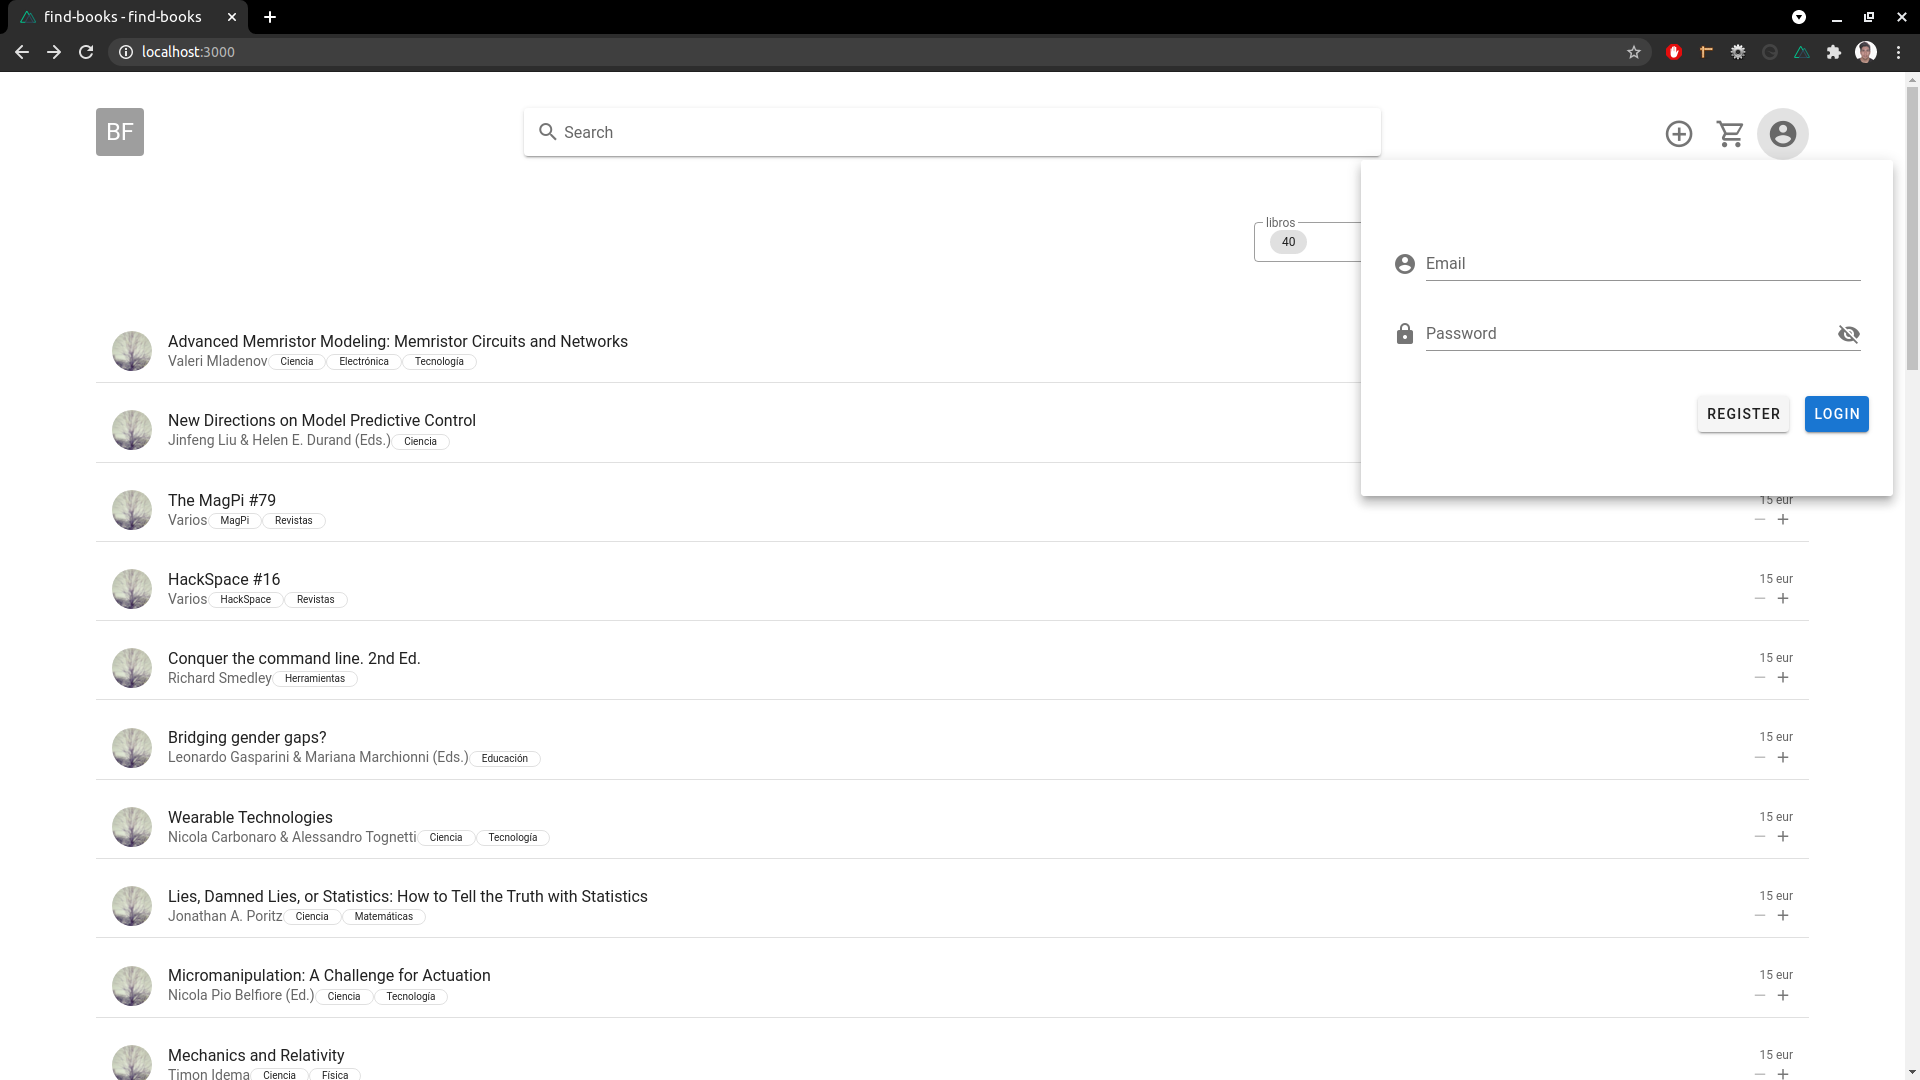 find-books - find-books
localhost:3000
BF
Search
libros
40
Email
Password
REGISTER LOGIN
Advanced Memristor Modeling: Memristor Circuits and Networks
Valeri Mladenov Ciencia Electrónica Tecnología
New Directions on Model Predictive Control
Jinfeng Liu & Helen E. Durand (Eds.) Ciencia
The MagPi #79 15 eur
Varios MagPi Revistas
HackSpace #16 15 eur
Varios HackSpace Revistas
Conquer the command line. 2nd Ed. 15 eur
Richard Smedley Herramientas
Bridging gender gaps? 15 eur
Leonardo Gasparini & Mariana Marchionni (Eds.) Educación
Wearable Technologies 15 eur
Nicola Carbonaro & Alessandro Tognetti Ciencia Tecnología
Lies, Damned Lies, or Statistics: How to Tell the Truth with Statistics 15 eur
Jonathan A. Poritz Ciencia Matemáticas
Micromanipulation: A Challenge for Actuation 15 eur
Nicola Pio Belfiore (Ed.) Ciencia Tecnología
Mechanics and Relativity 15 eur
Timon Idema Ciencia Física